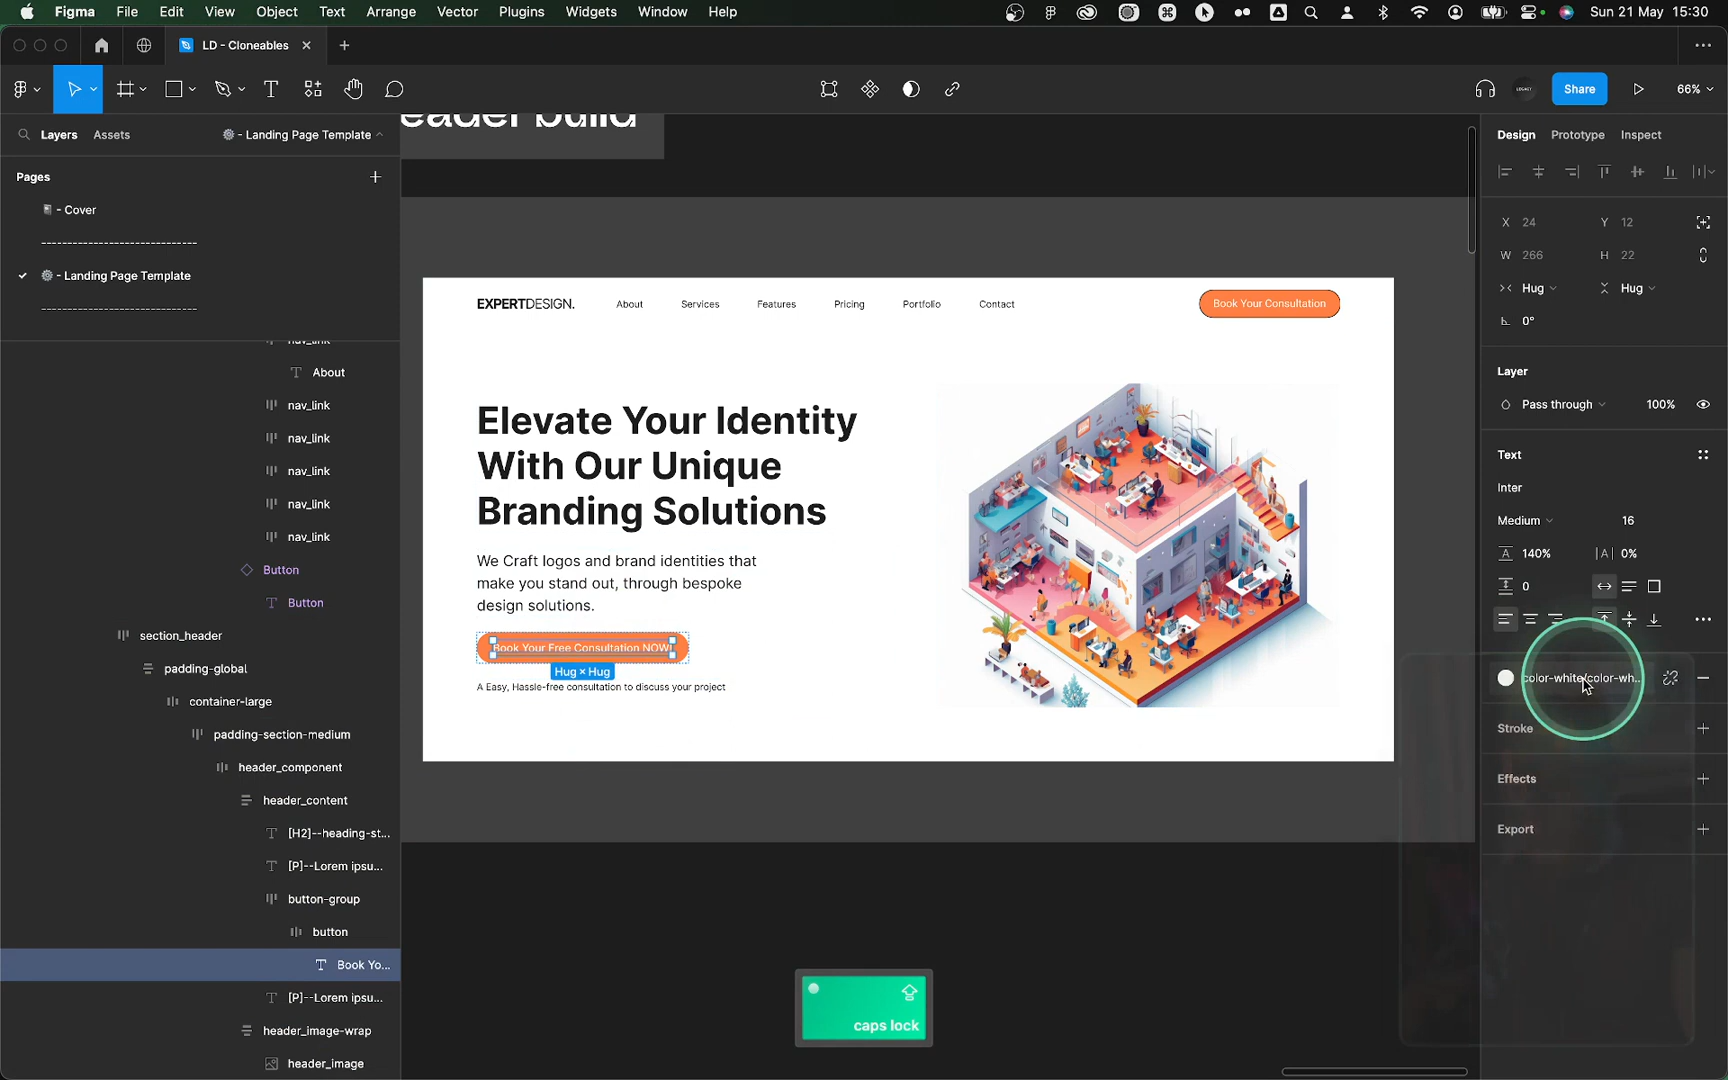 Figma File Edit View Object Text Arrange Vector Plugins Widgets Window Help Sun 21 May 15:30
LD - Cloneables
Share 66%
Layers Assets - Landing Page Template
Design Prototype Inspect
Pages
- Cover
------------------------------
- Landing Page Template
------------------------------
nav_link
About
nav_link
nav_link
nav_link
nav_link
nav_link
Button
Button
section_header
padding-global
container-large
padding-section-medium
header_component
header_content
[H2]--heading-st...
[P]--Lorem ipsu...
button-group
button
Book Yo...
[P]--Lorem ipsu...
header_image-wrap
header_image
eader build
EXPERTDESIGN. About Services Features Pricing Portfolio Contact Book Your Consultation
Elevate Your Identity
With Our Unique
Branding Solutions
We Craft logos and brand identities that
make you stand out, through bespoke
design solutions.
Book Your Free Consultation NOW!
Hug × Hug
A Easy, Hassle-free consultation to discuss your project
caps lock
X 24 Y 12
W 266 H 22
Hug Hug
0°
Layer
Pass through 100%
Text
Inter
Medium 16
140% |A| 0%
0
color-white/color-wh...
Stroke
Effects
Export